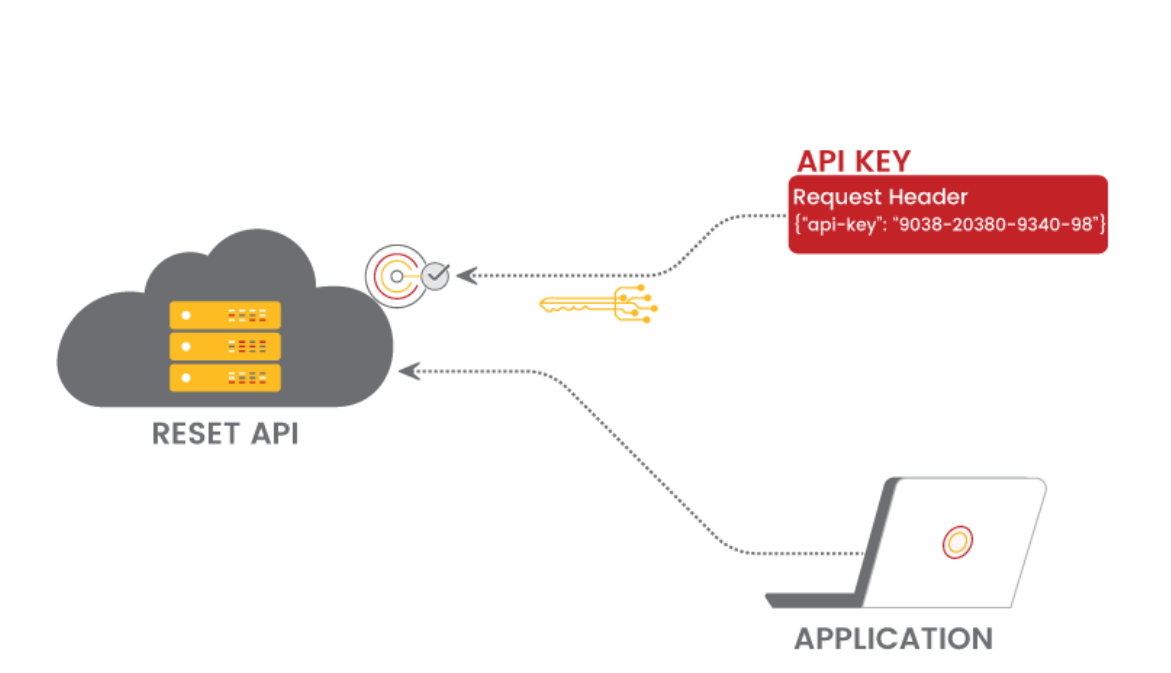 API KEY
Request Header
{“api-key”: “9038-20380-9340-98”}
RESET API
APPLICATION